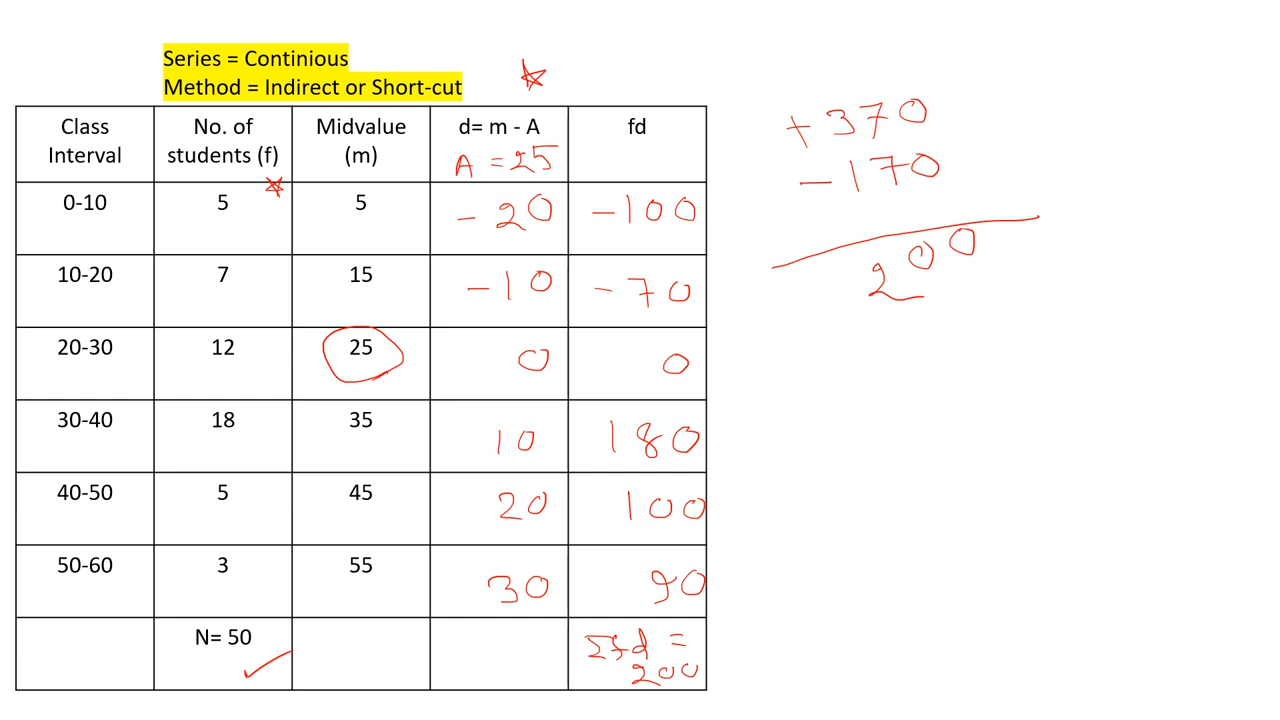 Series = Continious
Method = Indirect or Short-cut
Class Interval No. of students (f) Midvalue (m) d= m - A A = 25 fd
0-10 5 5 -20 -100
10-20 7 15 -10 -70
20-30 12 25 0 0
30-40 18 35 10 180
40-50 5 45 20 100
50-60 3 55 30 90
N= 50 Σfd = 200
+370
-170
200